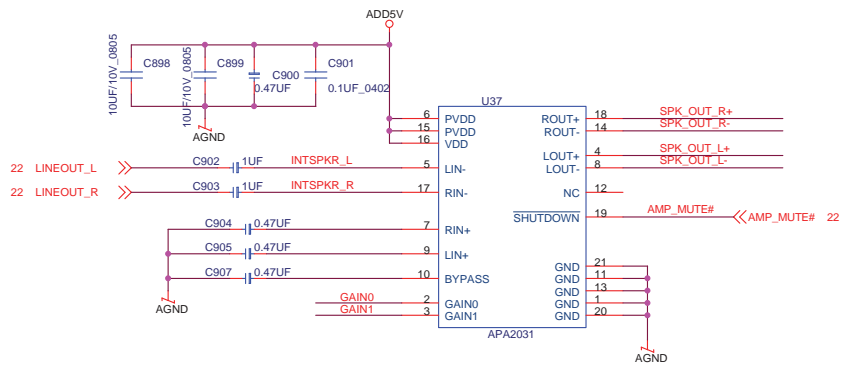 ADD5V
10UF/10V_0805
C898
10UF/10V_0805
C899
C900
0.47UF
C901
0.1UF_0402
AGND
U37
6 PVDD
15 PVDD
16 VDD
ROUT+ 18 SPK_OUT_R+
ROUT- 14 SPK_OUT_R-
LOUT+ 4 SPK_OUT_L+
LOUT- 8 SPK_OUT_L-
22 LINEOUT_L C902 1UF INTSPKR_L 5 LIN-
22 LINEOUT_R C903 1UF INTSPKR_R 17 RIN-
NC 12
SHUTDOWN 19 AMP_MUTE# AMP_MUTE# 22
C904 0.47UF 7 RIN+
C905 0.47UF 9 LIN+
C907 0.47UF 10 BYPASS
AGND
GAIN0 2 GAIN0
GAIN1 3 GAIN1
GND 21
GND 11
GND 13
GND 1
GND 20
APA2031
AGND